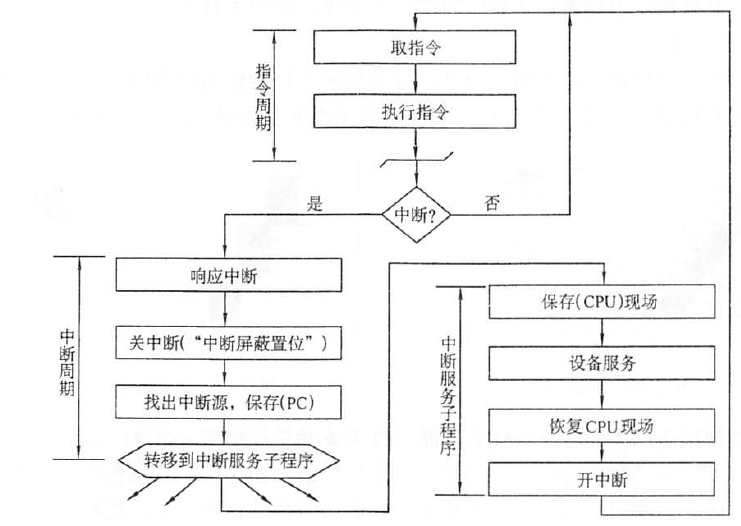 取指令
指令周期
执行指令
中断?
是
否
响应中断
关中断(“中断屏蔽置位”)
中断周期
找出中断源，保存(PC)
转移到中断服务子程序
保存(CPU)现场
中断服务子程序
设备服务
恢复CPU现场
开中断